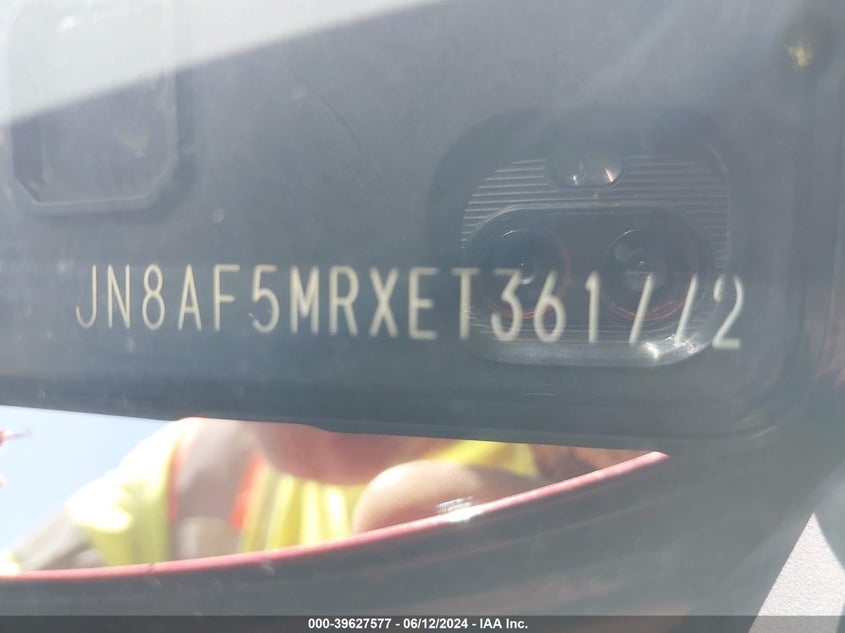 JN8AF5MRXET361772
000-39627577 - 06/12/2024 - IAA Inc.